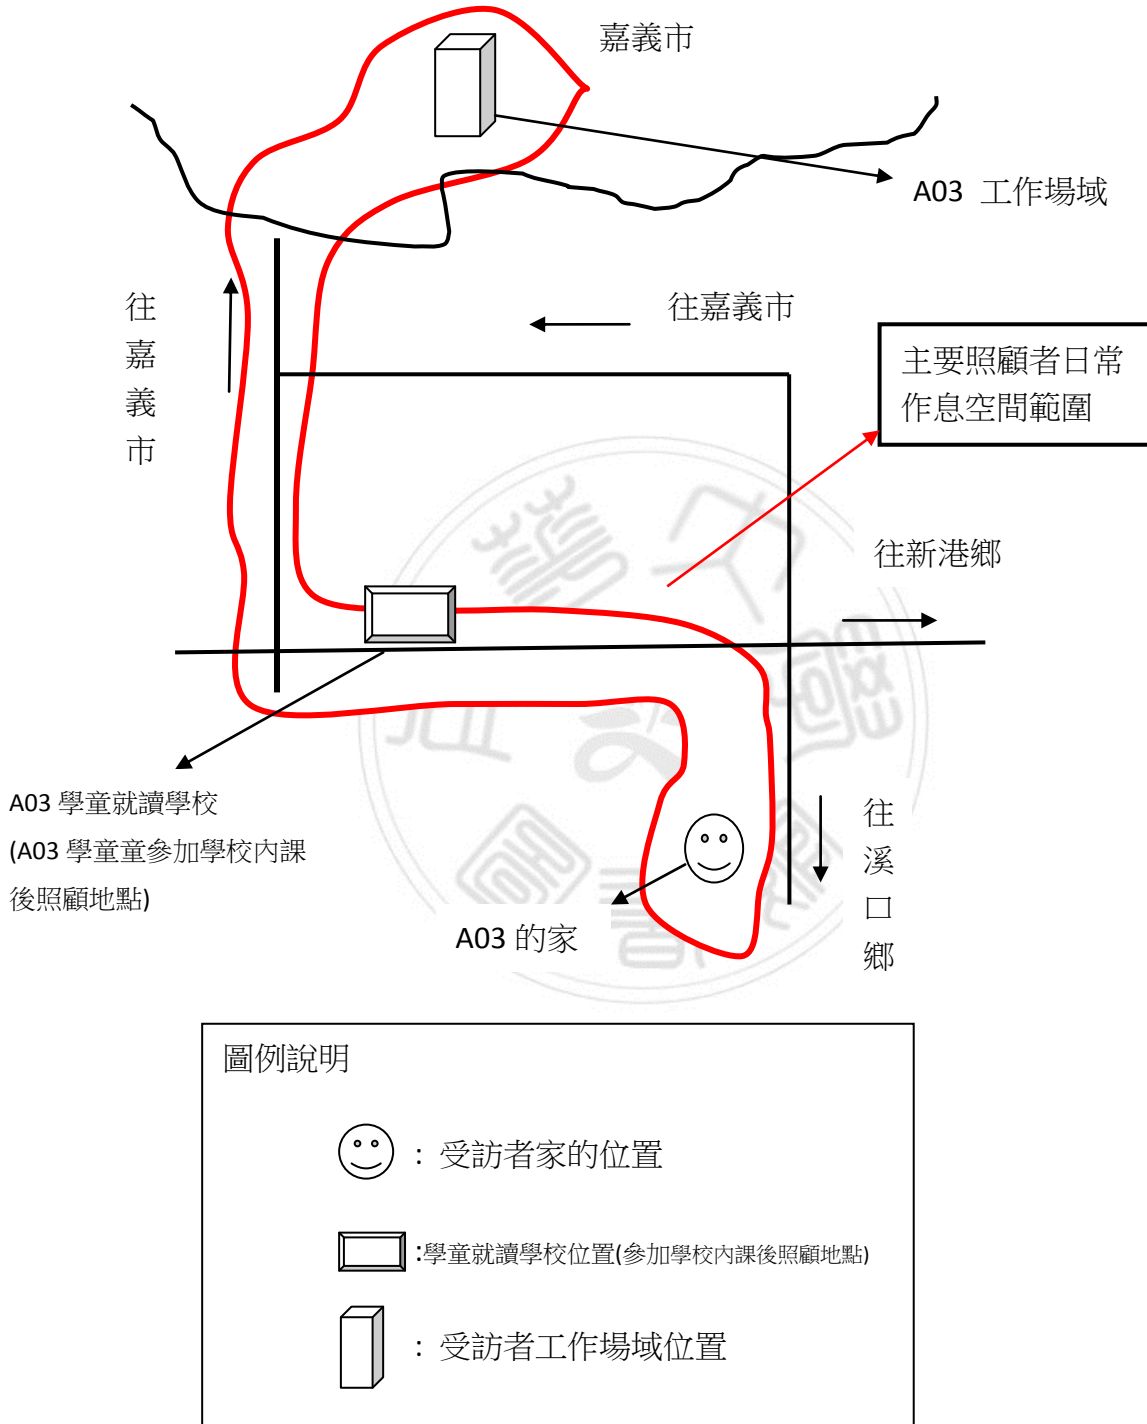 嘉義市
A03 工作場域
往嘉義市
往嘉義市
主要照顧者日常
作息空間範圍
往新港鄉
A03 學童就讀學校
(A03 學童童參加學校內課
後照顧地點)
往溪口鄉
A03 的家
圖例說明
: 受訪者家的位置
:學童就讀學校位置(參加學校內課後照顧地點)
: 受訪者工作場域位置